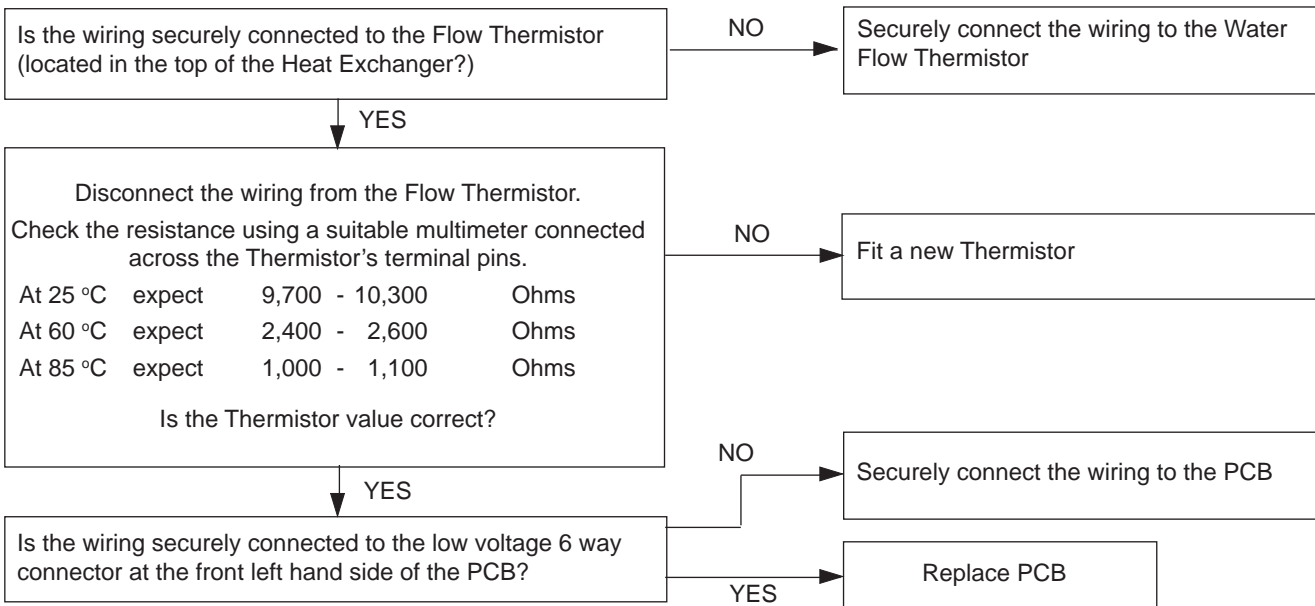 Is the wiring securely connected to the Flow Thermistor
(located in the top of the Heat Exchanger?)
NO
Securely connect the wiring to the Water
Flow Thermistor
YES
Disconnect the wiring from the Flow Thermistor.
Check the resistance using a suitable multimeter connected
across the Thermistor's terminal pins.
At 25 °C expect 9,700 - 10,300 Ohms
At 60 °C expect 2,400 - 2,600 Ohms
At 85 °C expect 1,000 - 1,100 Ohms
Is the Thermistor value correct?
NO
Fit a new Thermistor
YES
NO
Securely connect the wiring to the PCB
Is the wiring securely connected to the low voltage 6 way
connector at the front left hand side of the PCB?
YES
Replace PCB